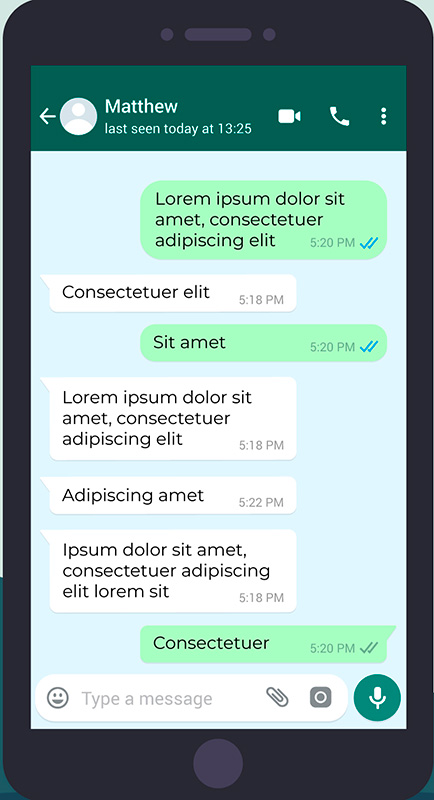 Matthew
last seen today at 13:25
Lorem ipsum dolor sit
amet, consectetuer
adipiscing elit
5:20 PM
Consectetuer elit
5:18 PM
Sit amet
5:20 PM
Lorem ipsum dolor sit
amet, consectetuer
adipiscing elit
5:18 PM
Adipiscing amet
5:22 PM
Ipsum dolor sit amet,
consectetuer adipiscing
elit lorem sit
5:18 PM
Consectetuer
5:20 PM
Type a message